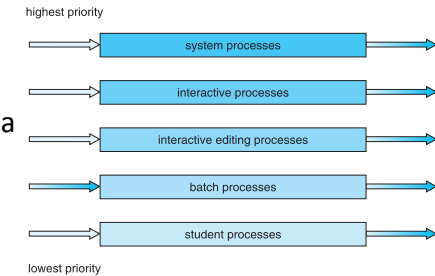 highest priority
system processes
interactive processes
a
interactive editing processes
batch processes
student processes
lowest priority